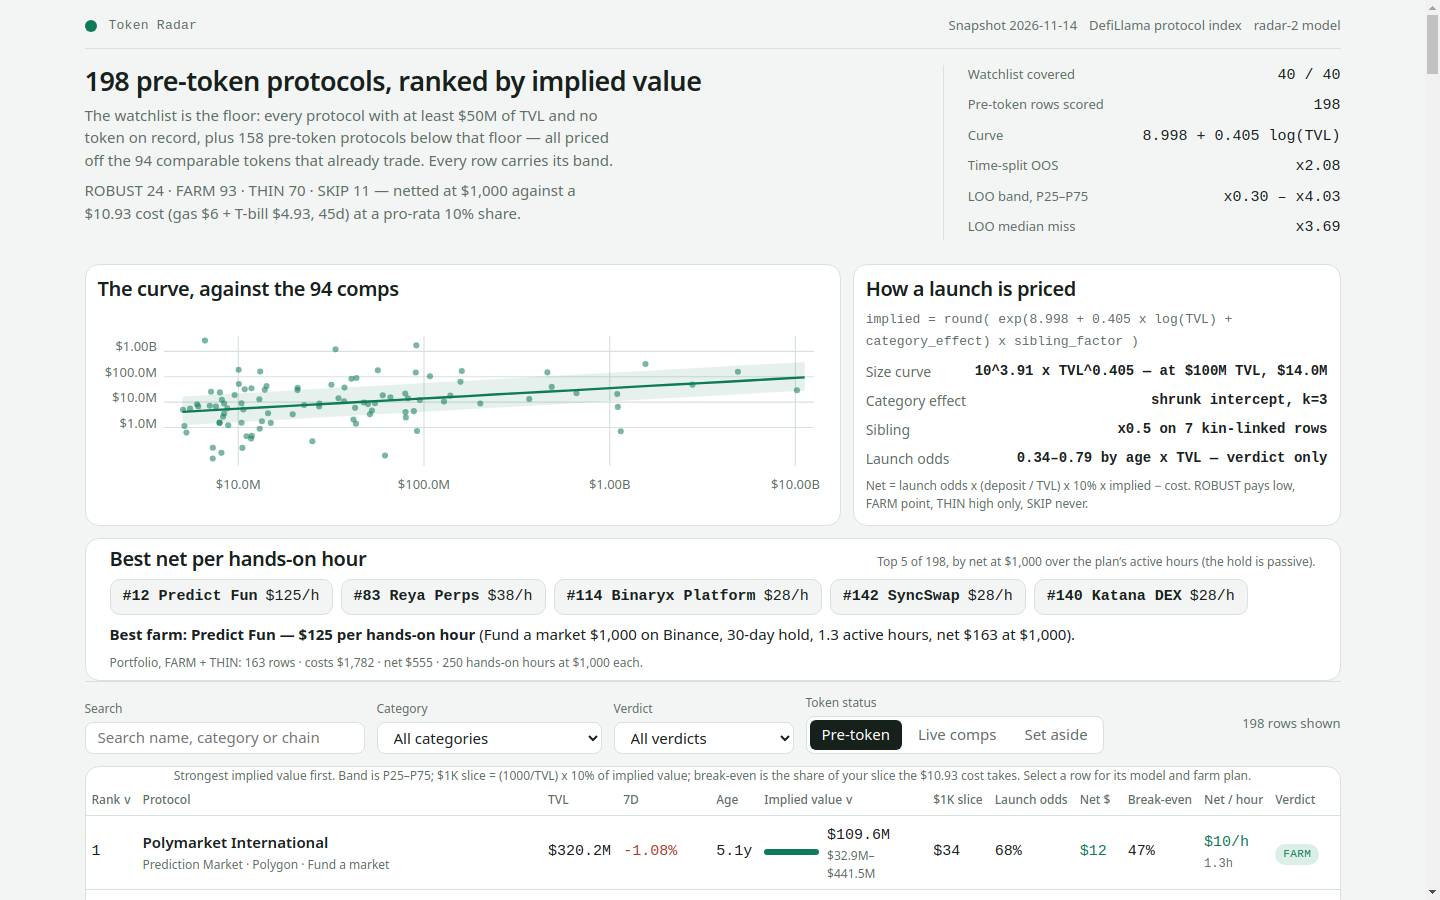 Token Radar
Snapshot 2026-11-14 DefiLlama protocol index radar-2 model
198 pre-token protocols, ranked by implied value
The watchlist is the floor: every protocol with at least $50M of TVL and no
token on record, plus 158 pre-token protocols below that floor — all priced
off the 94 comparable tokens that already trade. Every row carries its band.
ROBUST 24 · FARM 93 · THIN 70 · SKIP 11 — netted at $1,000 against a
$10.93 cost (gas $6 + T-bill $4.93, 45d) at a pro-rata 10% share.
Watchlist covered 40 / 40
Pre-token rows scored 198
Curve 8.998 + 0.405 log(TVL)
Time-split OOS x2.08
LOO band, P25–P75 x0.30 – x4.03
LOO median miss x3.69
The curve, against the 94 comps
$1.00B
$100.0M
$10.0M
$1.0M
$10.0M $100.0M $1.00B $10.00B
How a launch is priced
implied = round( exp(8.998 + 0.405 x log(TVL) +
category_effect) x sibling_factor )
Size curve 10^3.91 x TVL^0.405 — at $100M TVL, $14.0M
Category effect shrunk intercept, k=3
Sibling x0.5 on 7 kin-linked rows
Launch odds 0.34–0.79 by age x TVL — verdict only
Net = launch odds x (deposit / TVL) x 10% x implied − cost. ROBUST pays low,
FARM point, THIN high only, SKIP never.
Best net per hands-on hour
Top 5 of 198, by net at $1,000 over the plan's active hours (the hold is passive).
#12 Predict Fun $125/h #83 Reya Perps $38/h #114 Binaryx Platform $28/h #142 SyncSwap $28/h #140 Katana DEX $28/h
Best farm: Predict Fun — $125 per hands-on hour (Fund a market $1,000 on Binance, 30-day hold, 1.3 active hours, net $163 at $1,000).
Portfolio, FARM + THIN: 163 rows · costs $1,782 · net $555 · 250 hands-on hours at $1,000 each.
Search Category Verdict Token status
Search name, category or chain All categories All verdicts Pre-token Live comps Set aside 198 rows shown
Strongest implied value first. Band is P25–P75; $1K slice = (1000/TVL) x 10% of implied value; break-even is the share of your slice the $10.93 cost takes. Select a row for its model and farm plan.
Rank v Protocol TVL 7D Age Implied value v $1K slice Launch odds Net $ Break-even Net / hour Verdict
1 Polymarket International $320.2M -1.08% 5.1y $109.6M $34 68% $12 47% $10/h FARM
Prediction Market · Polygon · Fund a market $32.9M– 1.3h
$441.5M